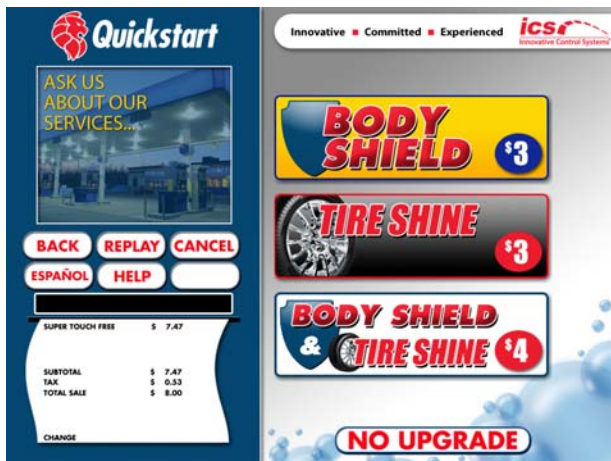 Quickstart
ASK US
ABOUT OUR
SERVICES...
BACK REPLAY CANCEL
ESPAÑOL HELP
SUPER TOUCH FREE $ 7.47
SUBTOTAL $ 7.47
TAX $ 0.53
TOTAL SALE $ 8.00
CHANGE
Innovative ■ Committed ■ Experienced
ics
Innovative Control Systems
BODY
SHIELD $3
TIRE SHINE
$3
BODY SHIELD
& TIRE SHINE $4
NO UPGRADE